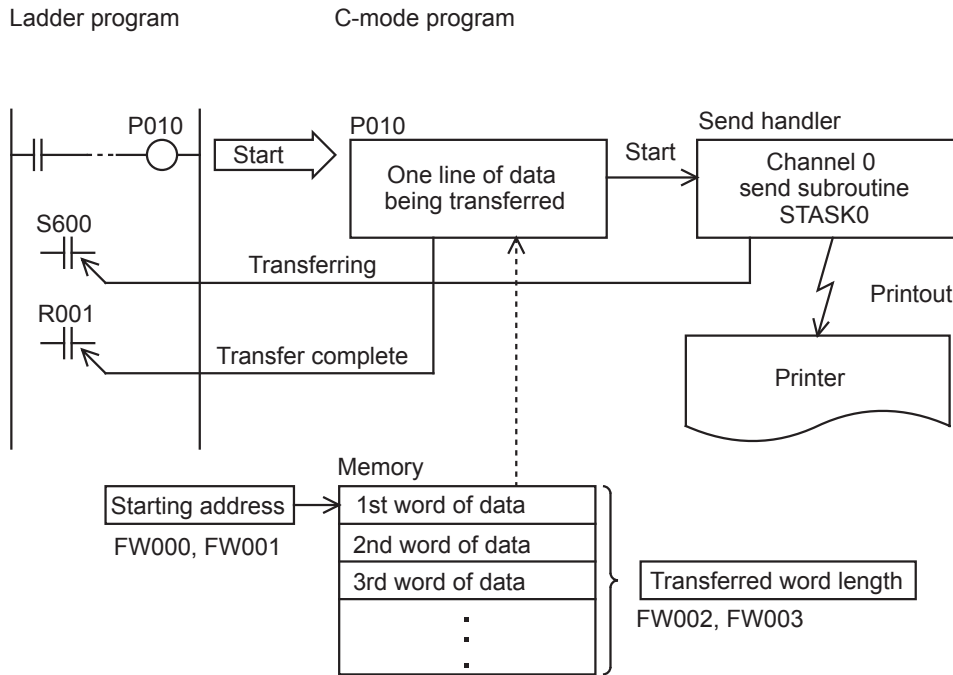 Ladder program
C-mode program
P010
Start
P010
One line of data
being transferred
Start
Send handler
Channel 0
send subroutine
STASK0
S600
Transferring
Printout
R001
Transfer complete
Printer
Memory
Starting address
FW000, FW001
1st word of data
2nd word of data
3rd word of data
Transferred word length
FW002, FW003